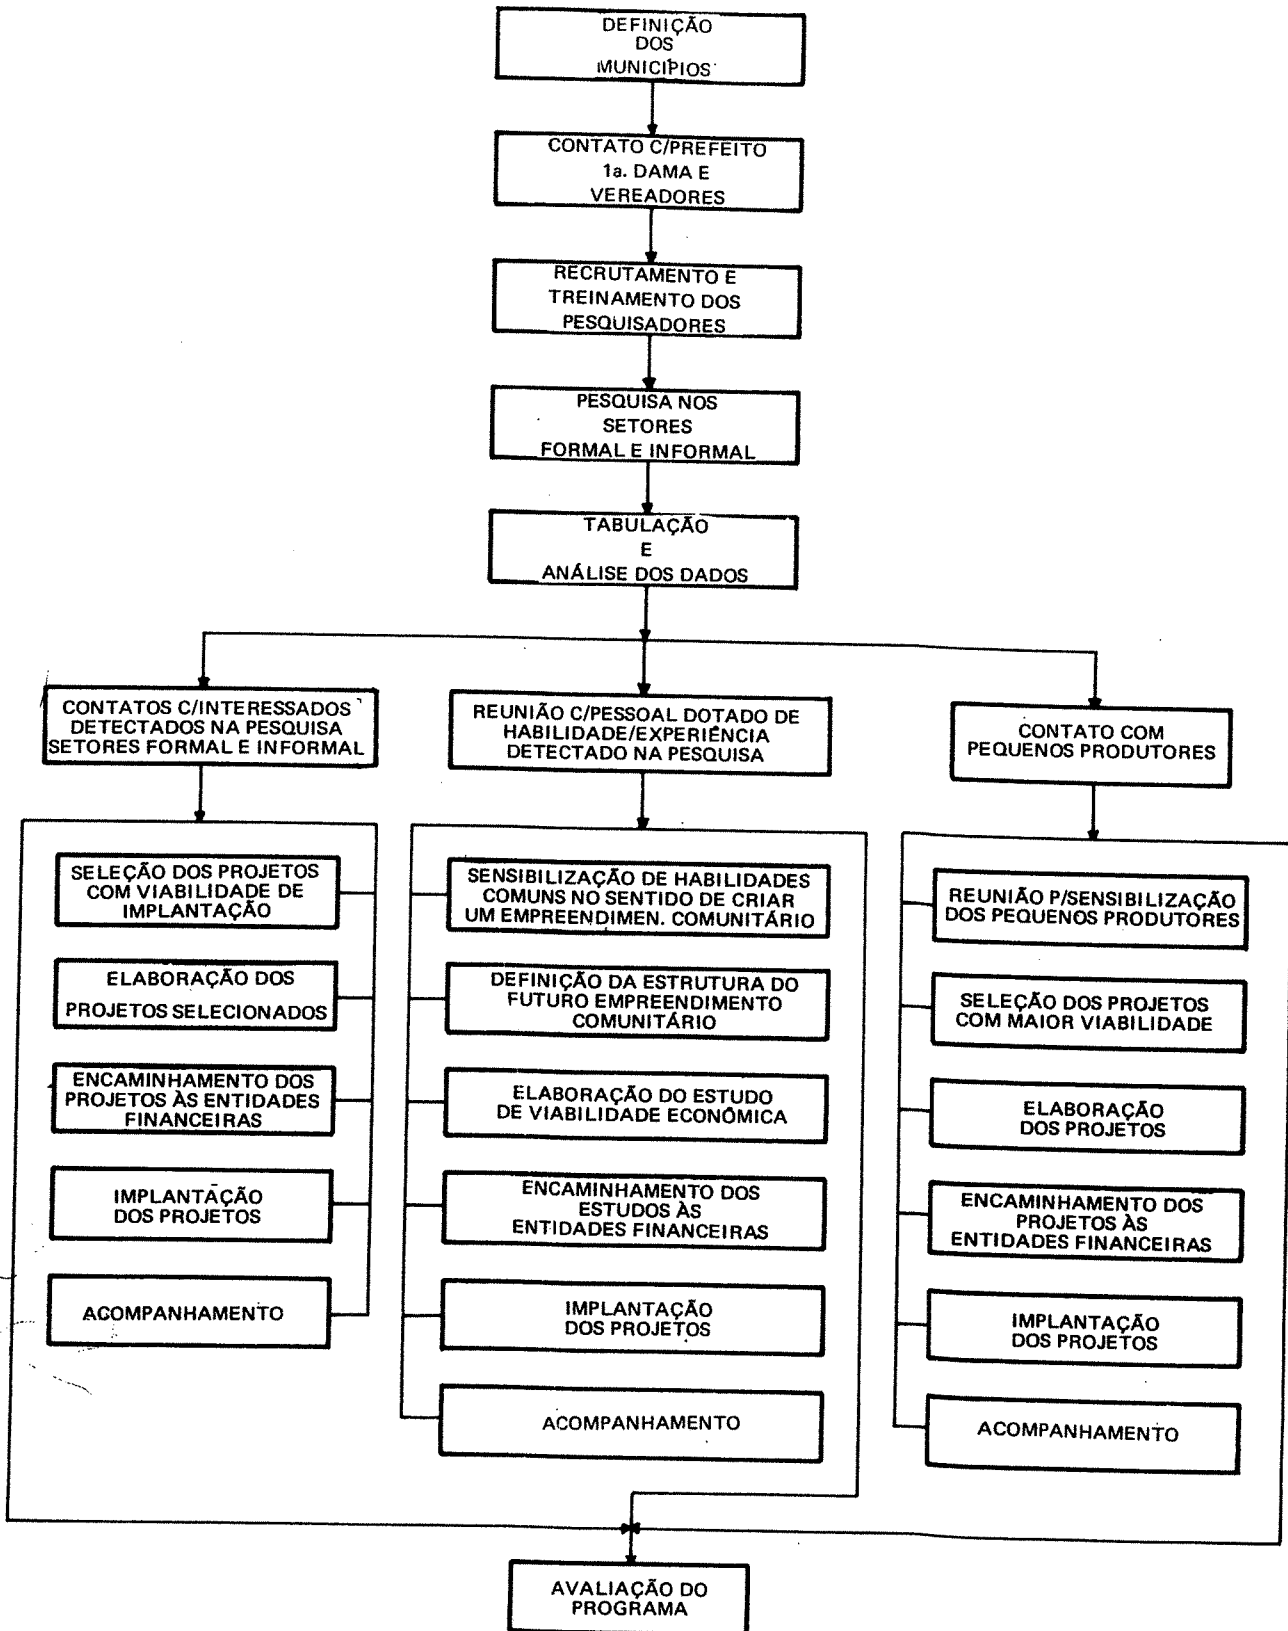 DEFINIÇÃO
DOS
MUNICIPIOS
CONTATO C/PREFEITO
1a. DAMA E
VEREADORES
RECRUTAMENTO E
TREINAMENTO DOS
PESQUISADORES
PESQUISA NOS
SETORES
FORMAL E INFORMAL
TABULAÇÃO
E
ANÁLISE DOS DADOS
CONTATOS C/INTERESSADOS
DETECTADOS NA PESQUISA
SETORES FORMAL E INFORMAL
SELEÇÃO DOS PROJETOS
COM VIABILIDADE DE
IMPLANTAÇÃO
ELABORAÇÃO DOS
PROJETOS SELECIONADOS
ENCAMINHAMENTO DOS
PROJETOS ÀS ENTIDADES
FINANCEIRAS
IMPLANTAÇÃO
DOS PROJETOS
ACOMPANHAMENTO
REUNIÃO C/PESSOAL DOTADO DE
HABILIDADE/EXPERIÊNCIA
DETECTADO NA PESQUISA
SENSIBILIZAÇÃO DE HABILIDADES
COMUNS NO SENTIDO DE CRIAR
UM EMPREENDIMEN. COMUNITÁRIO
DEFINIÇÃO DA ESTRUTURA DO
FUTURO EMPREENDIMENTO
COMUNITÁRIO
ELABORAÇÃO DO ESTUDO
DE VIABILIDADE ECONÔMICA
ENCAMINHAMENTO DOS
ESTUDOS ÀS
ENTIDADES FINANCEIRAS
IMPLANTAÇÃO
DOS PROJETOS
ACOMPANHAMENTO
CONTATO COM
PEQUENOS PRODUTORES
REUNIÃO P/SENSIBILIZAÇÃO
DOS PEQUENOS PRODUTORES
SELEÇÃO DOS PROJETOS
COM MAIOR VIABILIDADE
ELABORAÇÃO
DOS PROJETOS
ENCAMINHAMENTO DOS
PROJETOS ÀS
ENTIDADES FINANCEIRAS
IMPLANTAÇÃO
DOS PROJETOS
ACOMPANHAMENTO
AVALIAÇÃO DO
PROGRAMA